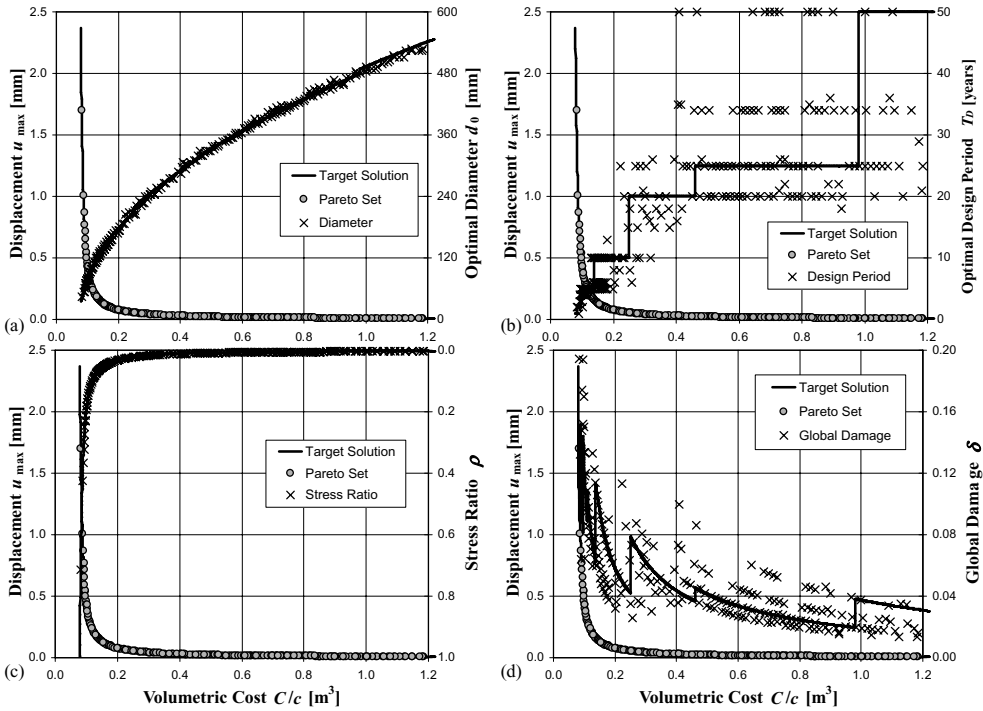 2.5
2.0
1.5
1.0
0.5
0.0
Displacement u max [mm]
600
480
360
240
120
0
Optimal Diameter d 0 [mm]
Target Solution
Pareto Set
Diameter
0.0 0.2 0.4 0.6 0.8 1.0 1.2
(a)
2.5
2.0
1.5
1.0
0.5
0.0
Displacement u max [mm]
50
40
30
20
10
0
Optimal Design Period T D [years]
Target Solution
Pareto Set
Design Period
0.0 0.2 0.4 0.6 0.8 1.0 1.2
(b)
2.5
2.0
1.5
1.0
0.5
0.0
Displacement u max [mm]
0.0
0.2
0.4
0.6
0.8
1.0
Stress Ratio ρ
Target Solution
Pareto Set
Stress Ratio
0.0 0.2 0.4 0.6 0.8 1.0 1.2
(c)
Volumetric Cost C/c [m³]
2.5
2.0
1.5
1.0
0.5
0.0
Displacement u max [mm]
0.20
0.16
0.12
0.08
0.04
0.00
Global Dama ge δ
Target Solution
Pareto Set
Global Damage
0.0 0.2 0.4 0.6 0.8 1.0 1.2
(d)
Volumetric Cost C/c [m³]